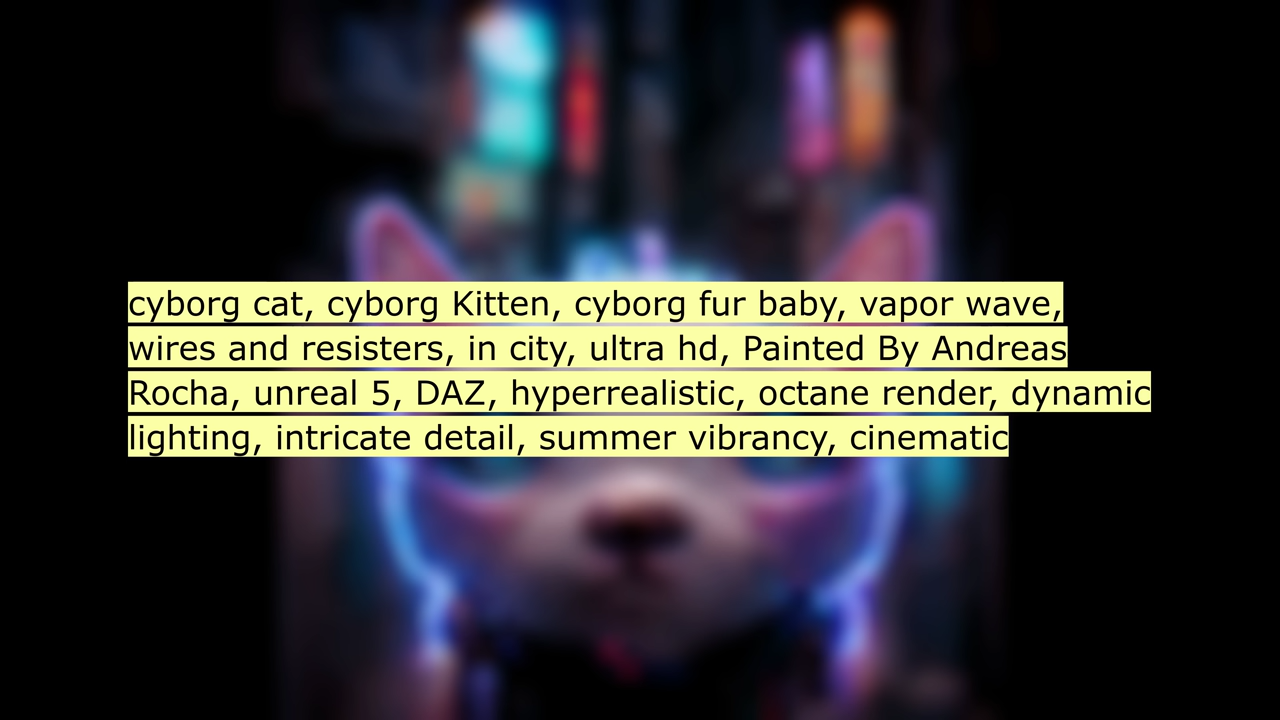 cyborg cat, cyborg Kitten, cyborg fur baby, vapor wave,
wires and resisters, in city, ultra hd, Painted By Andreas
Rocha, unreal 5, DAZ, hyperrealistic, octane render, dynamic
lighting, intricate detail, summer vibrancy, cinematic